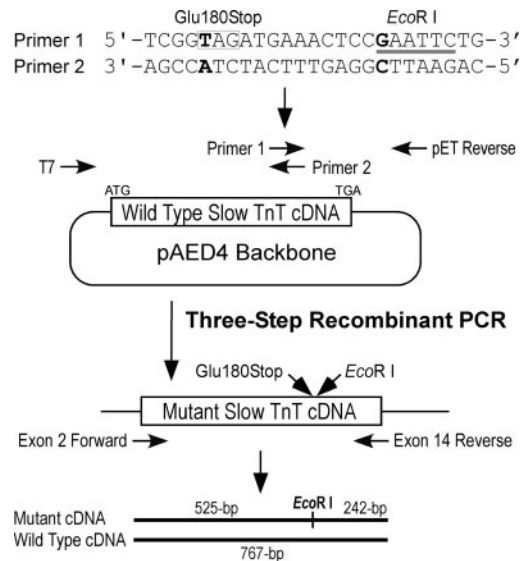 Glu180Stop EcoR I
Primer 1 5'-TCGGTAGATGAAACTCCGAATTCTG-3'
Primer 2 3'-AGCCATCTACTTTGAGGCTTAAGAC-5'
Primer 1 pET Reverse
T7 Primer 2
ATG TGA
Wild Type Slow TnT cDNA
pAED4 Backbone
Three-Step Recombinant PCR
Glu180Stop EcoR I
Mutant Slow TnT cDNA
Exon 2 Forward Exon 14 Reverse
525-bp EcoR I 242-bp
Mutant cDNA
Wild Type cDNA
767-bp